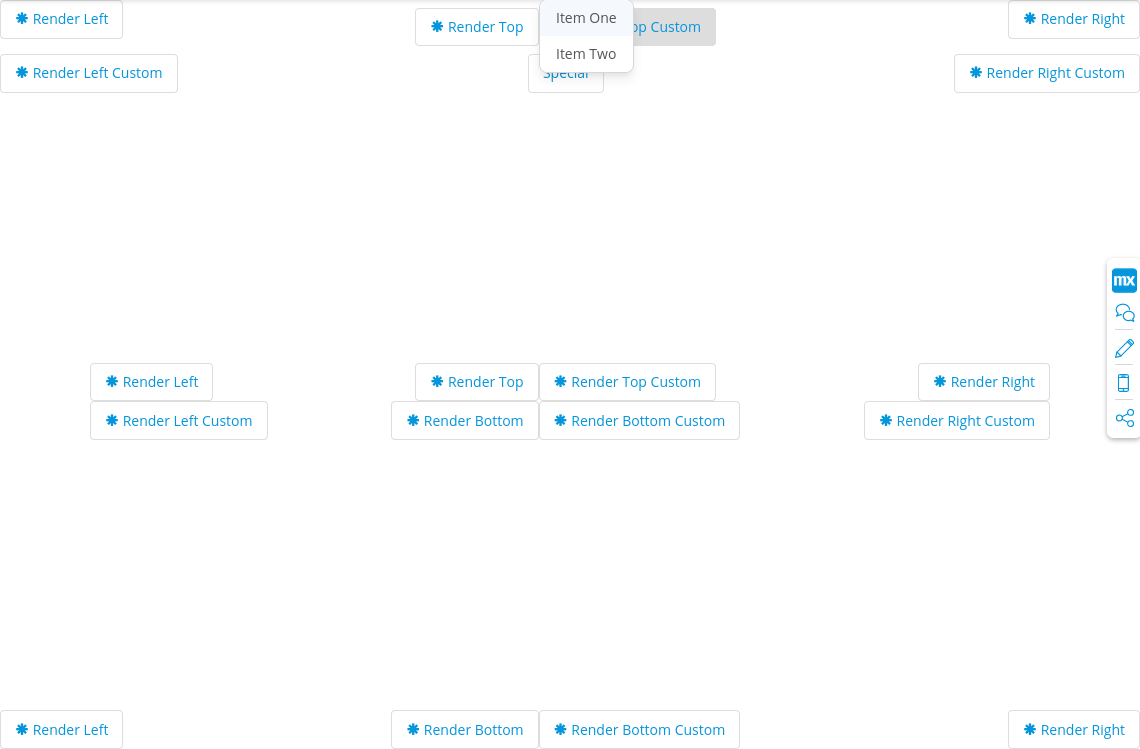 Render Left
Render Top
Item One
op Custom
Render Right
Item Two
Render Left Custom
Special
Render Right Custom
mx
Render Left
Render Top
Render Top Custom
Render Right
Render Left Custom
Render Bottom
Render Bottom Custom
Render Right Custom
Render Left
Render Bottom
Render Bottom Custom
Render Right